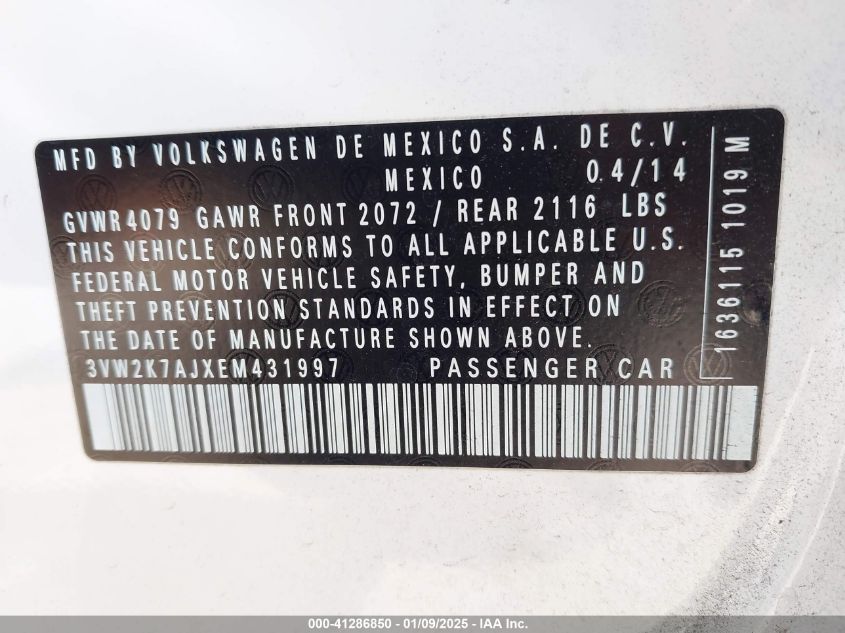 MFD BY VOLKSWAGEN DE MEXICO S.A. DE C.V.
MEXICO 04/14
GVWR 4079 GAWR FRONT 2072 / REAR 2116 LBS
THIS VEHICLE CONFORMS TO ALL APPLICABLE U.S.
FEDERAL MOTOR VEHICLE SAFETY, BUMPER AND
THEFT PREVENTION STANDARDS IN EFFECT ON
THE DATE OF MANUFACTURE SHOWN ABOVE.
3VW2K7AJXEM431997 PASSENGER CAR
1636115 1019 M
000-41286850 - 01/09/2025 - IAA Inc.